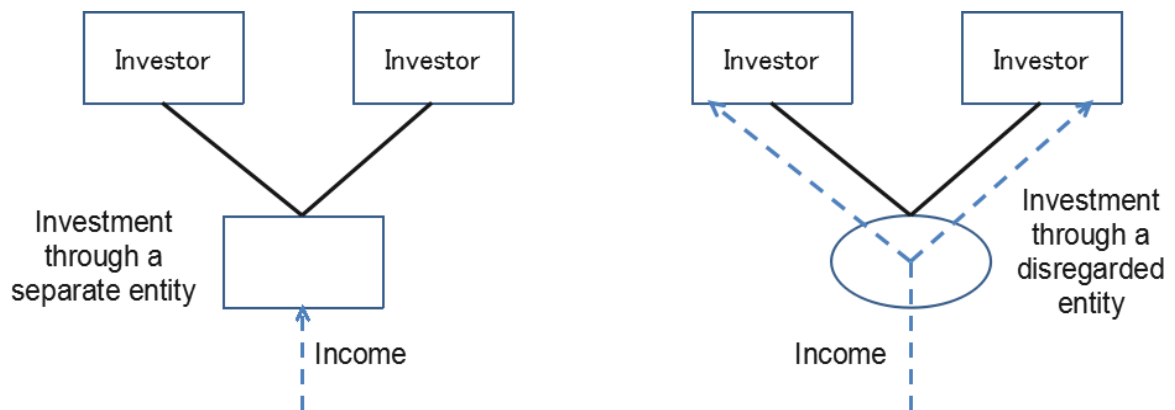 Investor
Investor
Investment
through a
separate entity
Income
Investor
Investor
Investment
through a
disregarded
entity
Income